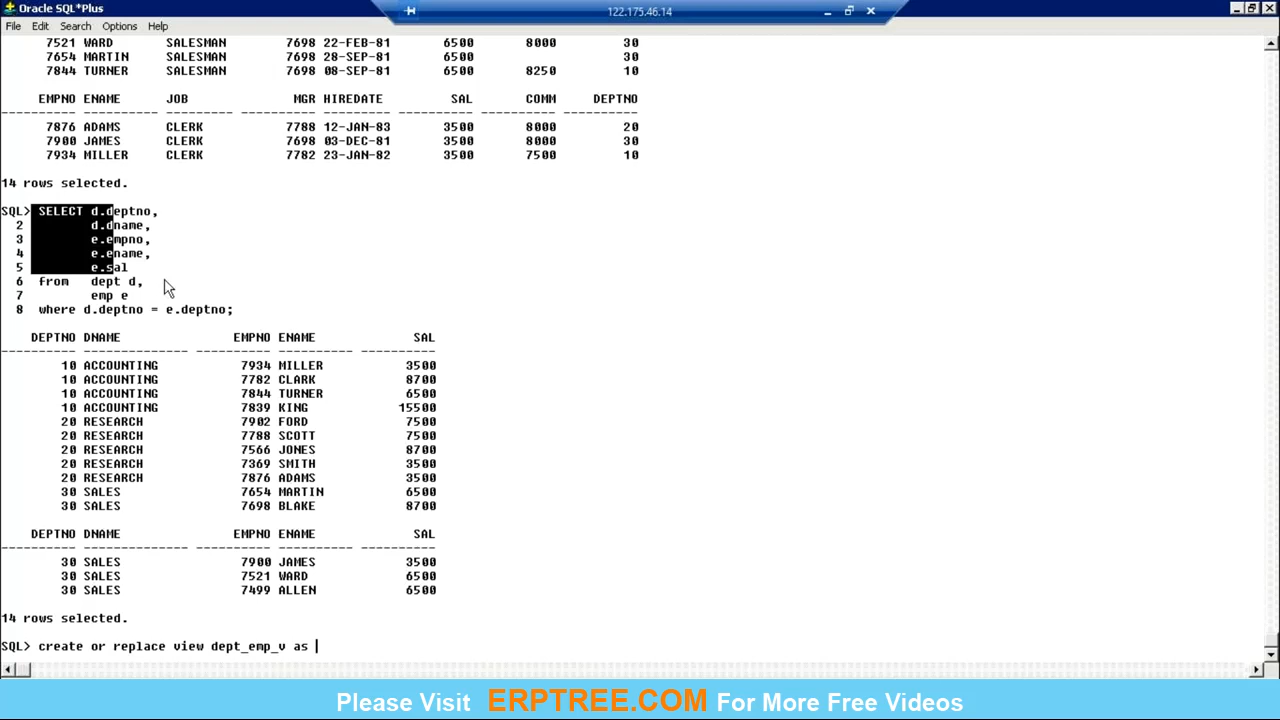 Oracle SQL*Plus
122.175.46.14
File Edit Search Options Help
7521 WARD SALESMAN 7698 22-FEB-81 6500 8000 30
7654 MARTIN SALESMAN 7698 28-SEP-81 6500 30
7844 TURNER SALESMAN 7698 08-SEP-81 6500 8250 10
EMPNO ENAME JOB MGR HIREDATE SAL COMM DEPTNO
---------- ---------- --------- ---------- --------- ---------- ---------- ----------
7876 ADAMS CLERK 7788 12-JAN-83 3500 8000 20
7900 JAMES CLERK 7698 03-DEC-81 3500 8000 30
7934 MILLER CLERK 7782 23-JAN-82 3500 7500 10
14 rows selected.
SQL> SELECT d.deptno,
2 d.dname,
3 e.empno,
4 e.ename,
5 e.sal
6 from dept d,
7 emp e
8 where d.deptno = e.deptno;
DEPTNO DNAME EMPNO ENAME SAL
---------- -------------- ---------- ---------- ----------
10 ACCOUNTING 7934 MILLER 3500
10 ACCOUNTING 7782 CLARK 8700
10 ACCOUNTING 7844 TURNER 6500
10 ACCOUNTING 7839 KING 15500
20 RESEARCH 7902 FORD 7500
20 RESEARCH 7788 SCOTT 7500
20 RESEARCH 7566 JONES 8700
20 RESEARCH 7369 SMITH 3500
20 RESEARCH 7876 ADAMS 3500
30 SALES 7654 MARTIN 6500
30 SALES 7698 BLAKE 8700
DEPTNO DNAME EMPNO ENAME SAL
---------- -------------- ---------- ---------- ----------
30 SALES 7900 JAMES 3500
30 SALES 7521 WARD 6500
30 SALES 7499 ALLEN 6500
14 rows selected.
SQL> create or replace view dept_emp_v as
Please Visit ERPTREE.COM For More Free Videos